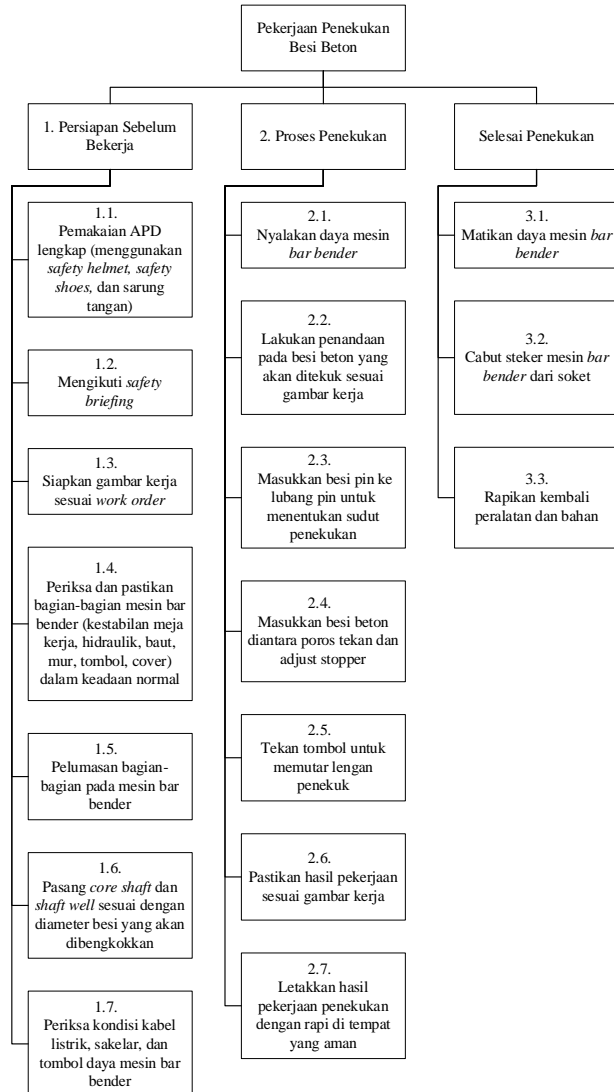 Pekerjaan Penekukan
Besi Beton
1. Persiapan Sebelum
Bekerja
2. Proses Penekukan
Selesai Penekukan
1.1.
Pemakaian APD
lengkap (menggunakan
safety helmet, safety
shoes, dan sarung
tangan)
1.2.
Mengikuti safety
briefing
1.3.
Siapkan gambar kerja
sesuai work order
1.4.
Periksa dan pastikan
bagian-bagian mesin bar
bender (kestabilan meja
kerja, hidraulik, baut,
mur, tombol, cover)
dalam keadaan normal
1.5.
Pelumasan bagian-
bagian pada mesin bar
bender
1.6.
Pasang core shaft dan
shaft well sesuai dengan
diameter besi yang akan
dibengkokkan
1.7.
Periksa kondisi kabel
listrik, sakelar, dan
tombol daya mesin bar
bender
2.1.
Nyalakan daya mesin
bar bender
2.2.
Lakukan penandaan
pada besi beton yang
akan ditekuk sesuai
gambar kerja
2.3.
Masukkan besi pin ke
lubang pin untuk
menentukan sudut
penekukan
2.4.
Masukkan besi beton
diantara poros tekan dan
adjust stopper
2.5.
Tekan tombol untuk
memutar lengan
penekuk
2.6.
Pastikan hasil pekerjaan
sesuai gambar kerja
2.7.
Letakkan hasil
pekerjaan penekukan
dengan rapi di tempat
yang aman
3.1.
Matikan daya mesin bar
bender
3.2.
Cabut steker mesin bar
bender dari soket
3.3.
Rapikan kembali
peralatan dan bahan